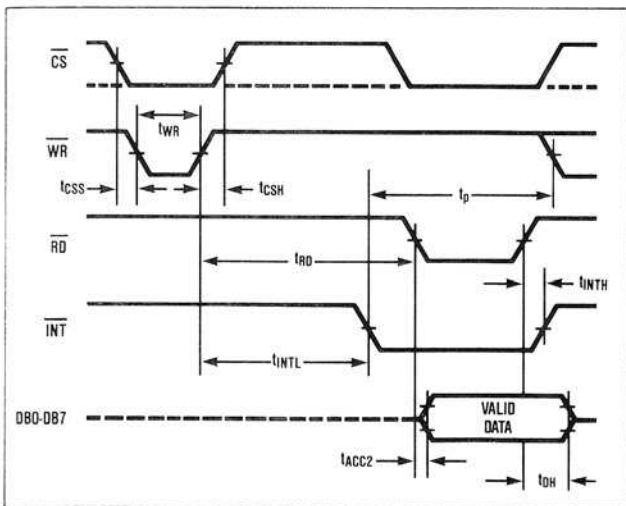 CS
tWR
WR
tCSS
tCSH
tp
RD
tRD
tINTH
INT
tINTL
DB0-DB7
VALID
DATA
tACC2
tDH